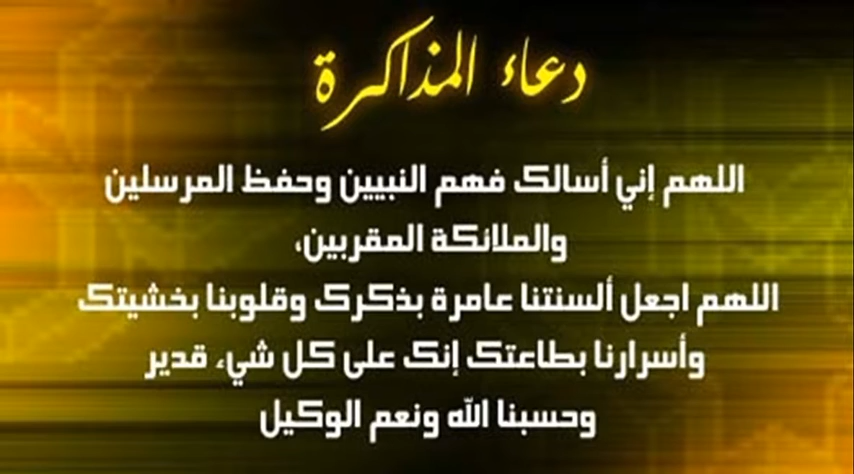 دعاء المذاكرة
اللهم إني أسالك فهم النبيين وحفظ المرسلين
والملائكة المقربين،
اللهم اجعل ألسنتنا عامرة بذكرك وقلوبنا بخشيتك
وأسرارنا بطاعتك إنك على كل شيء قدير
وحسبنا الله ونعم الوكيل